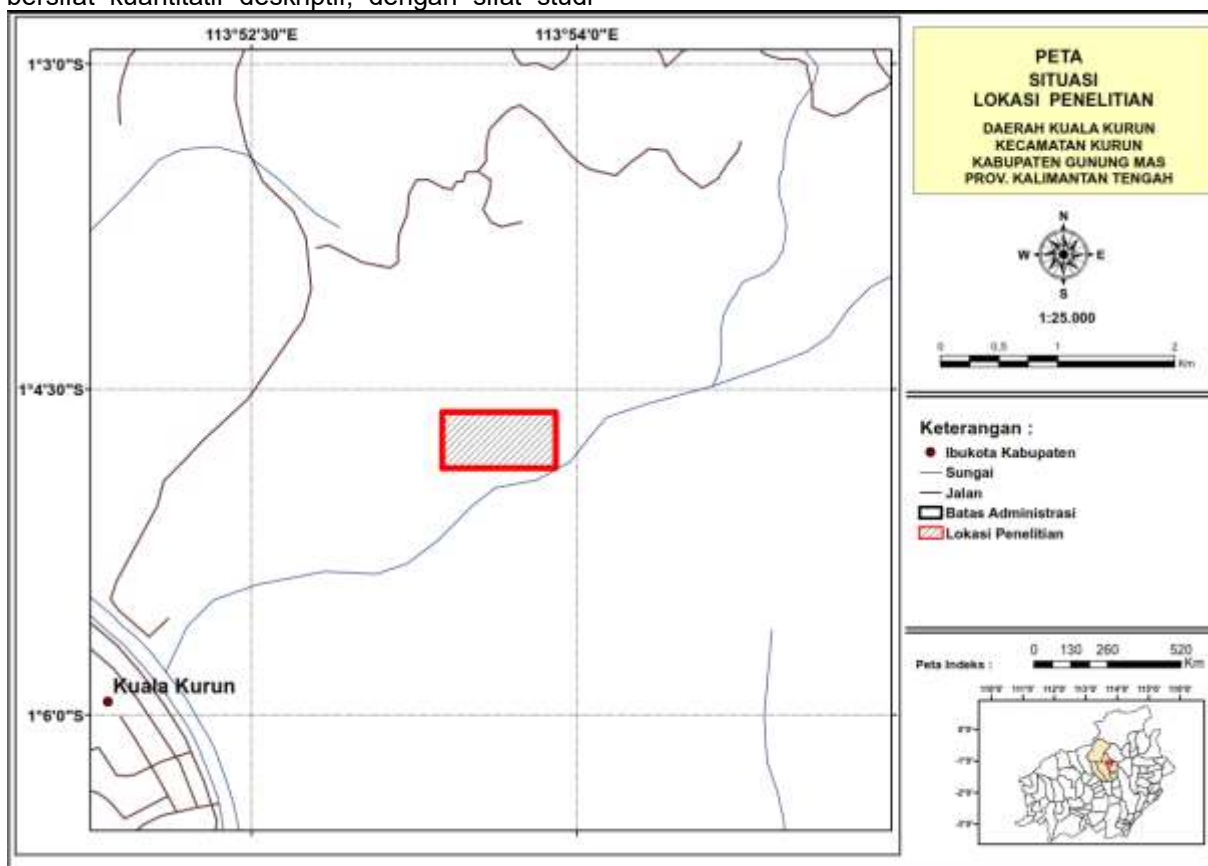 bersifat kuantitatif deskriptif, dengan sifat studi
113°52'30"E
113°54'0"E
1°3'0"S
1°4'30"S
1°6'0"S
Kuala Kurun
PETA
SITUASI
LOKASI PENELITIAN
DAERAH KUALA KURUN
KECAMATAN KURUN
KABUPATEN GUNUNG MAS
PROV. KALIMANTAN TENGAH
N
W E
S
1:25.000
0 0,5 1 2
Km
Keterangan :
Ibukota Kabupaten
Sungai
Jalan
Batas Administrasi
Lokasi Penelitian
Peta Indeks :
0 130 260 520
Km